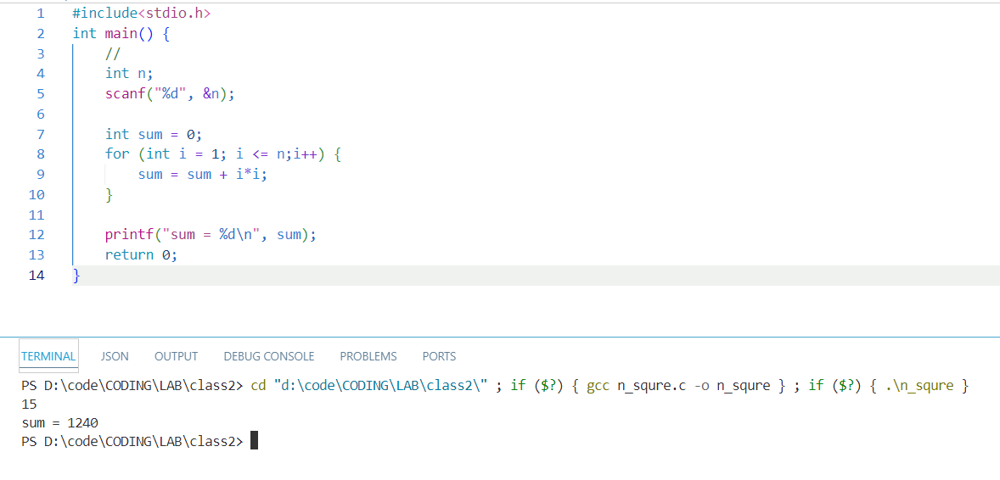 1 #include<stdio.h>
2 int main() {
3 //
4 int n;
5 scanf("%d", &n);
6
7 int sum = 0;
8 for (int i = 1; i <= n;i++) {
9 sum = sum + i*i;
10 }
11
12 printf("sum = %d\n", sum);
13 return 0;
14 }
TERMINAL JSON OUTPUT DEBUG CONSOLE PROBLEMS PORTS
PS D:\code\CODING\LAB\class2> cd "d:\code\CODING\LAB\class2\" ; if ($?) { gcc n_squre.c -o n_squre } ; if ($?) { .\n_squre }
15
sum = 1240
PS D:\code\CODING\LAB\class2>